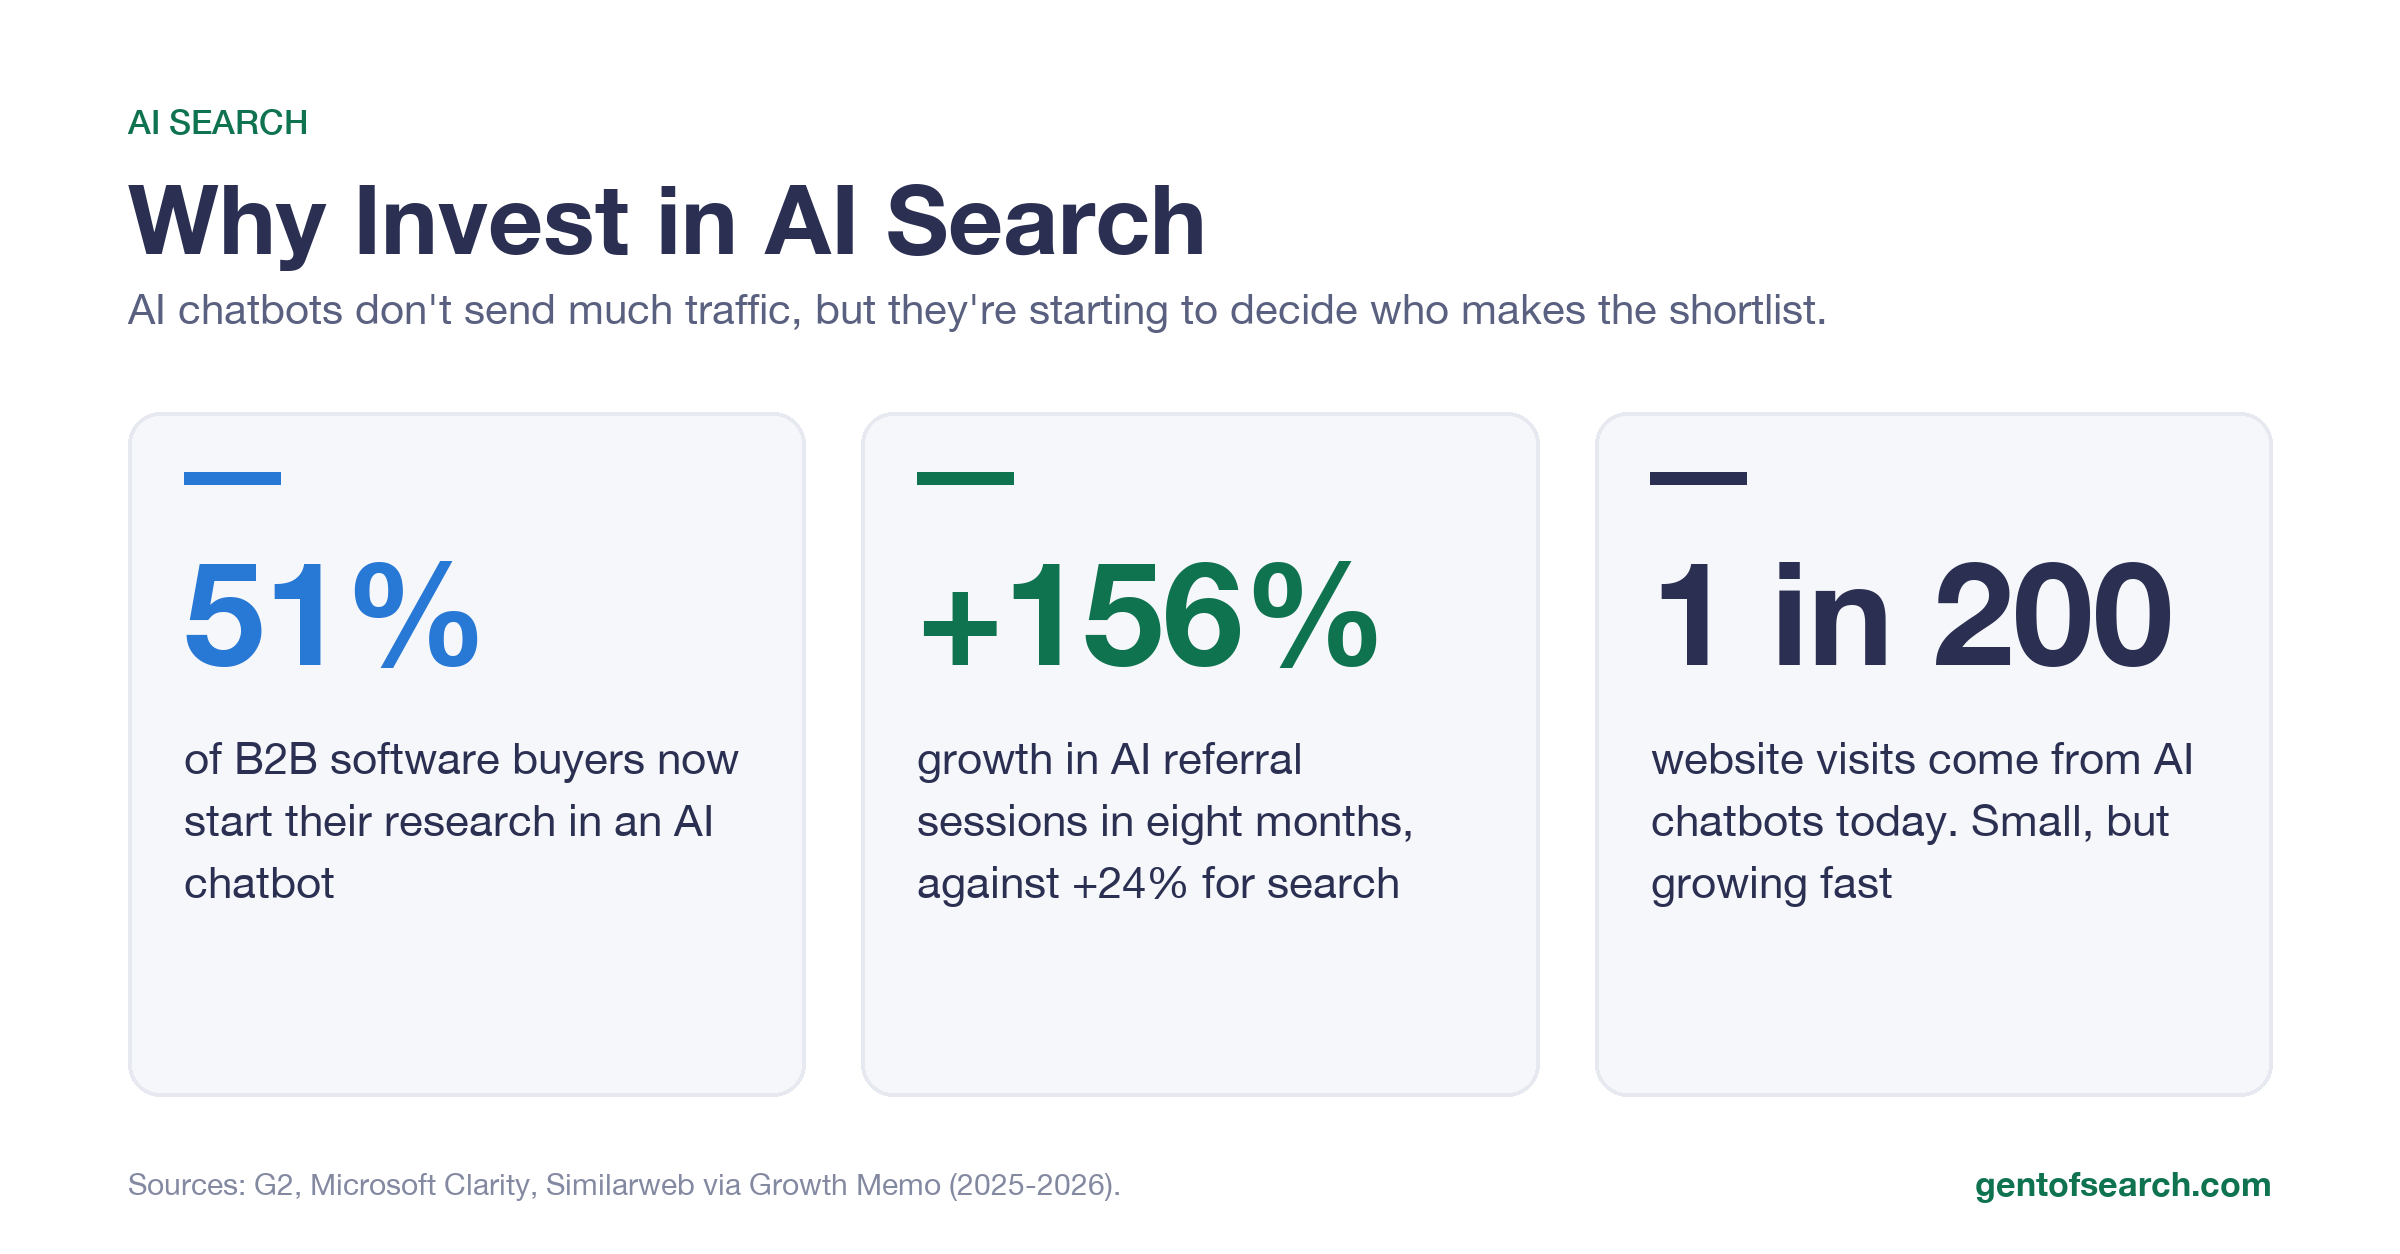 AI SEARCH
Why Invest in AI Search
AI chatbots don't send much traffic, but they're starting to decide who makes the shortlist.
51%
of B2B software buyers now
start their research in an AI
chatbot
+156%
growth in AI referral
sessions in eight months,
against +24% for search
1 in 200
website visits come from AI
chatbots today. Small, but
growing fast
Sources: G2, Microsoft Clarity, Similarweb via Growth Memo (2025-2026).
gentofsearch.com